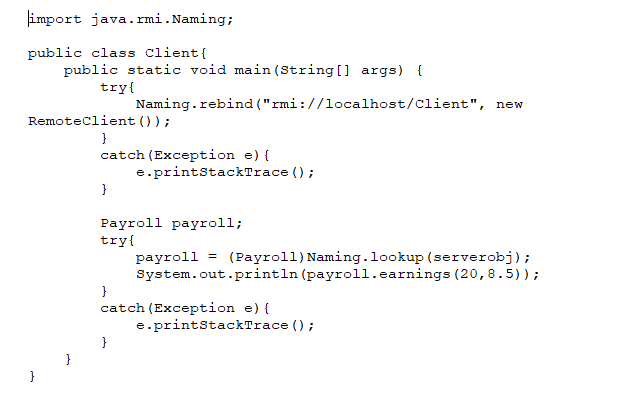 import java.rmi.Naming;
public class Client{
public static void main(String[] args) {
try{
Naming.rebind("rmi://localhost/Client", new
RemoteClient());
}
catch(Exception e){
e.printStackTrace();
}
Payroll payroll;
try{
payroll = (Payroll)Naming.lookup(serverobj);
System.out.println(payroll.earnings(20,8.5));
}
catch(Exception e){
e.printStackTrace();
}
}
}